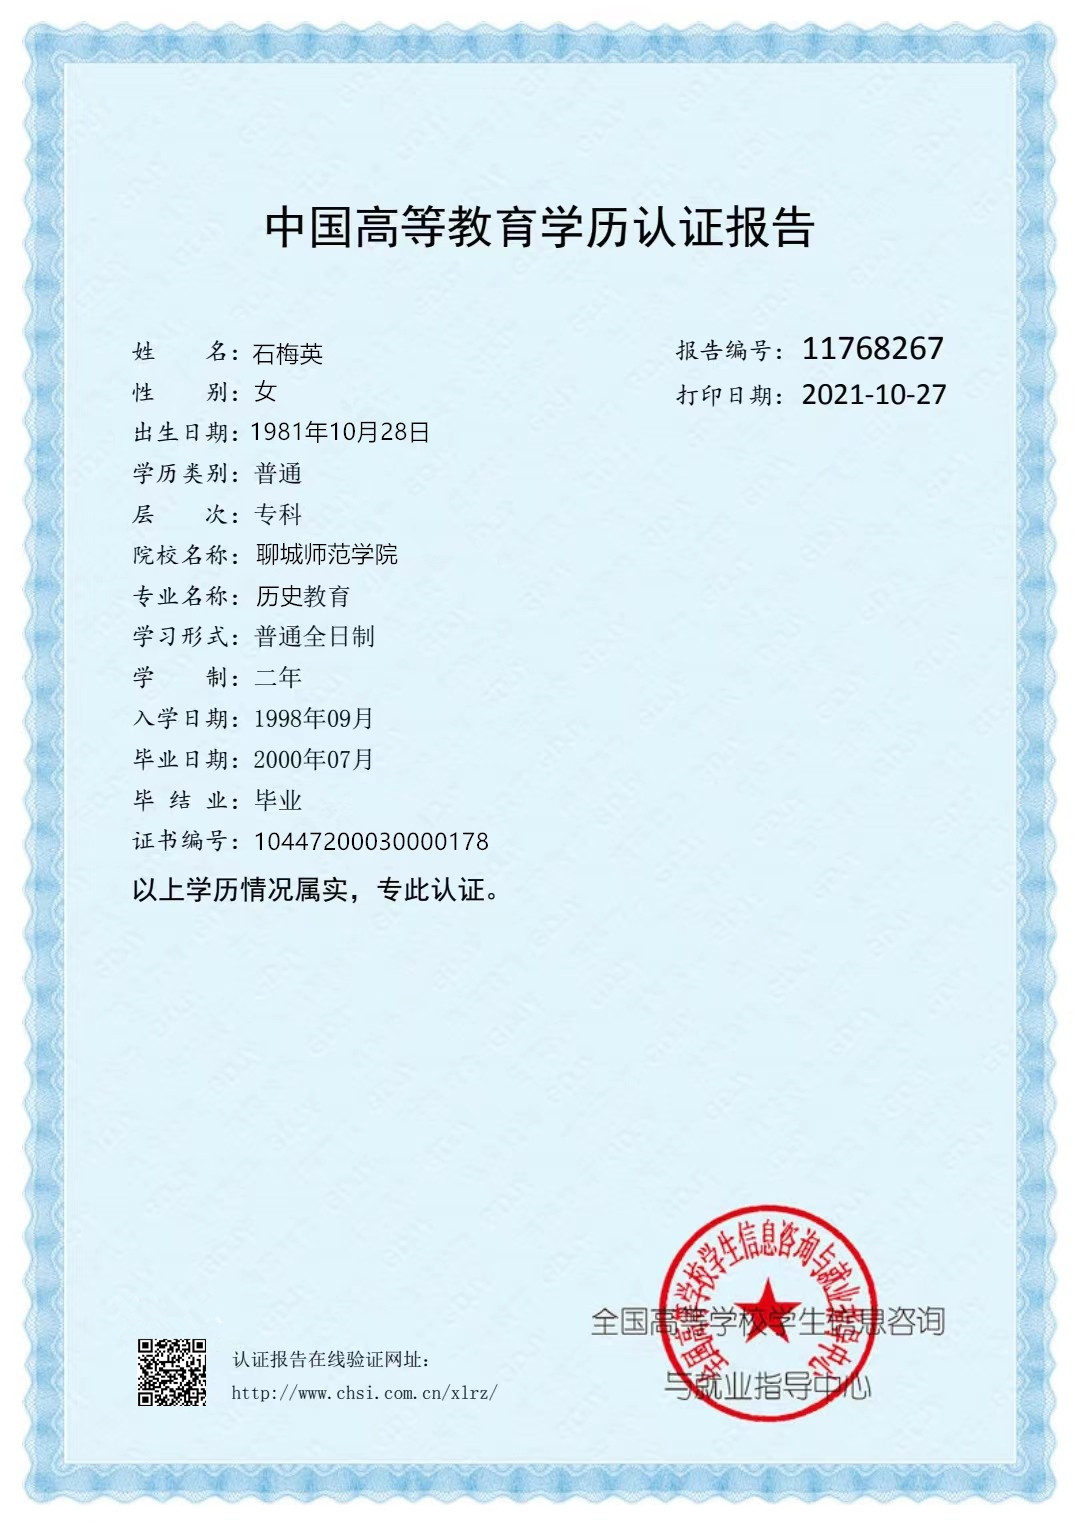 中国高等教育学历认证报告
姓名：石梅英
报告编号：11768267
性别：女
打印日期：2021-10-27
出生日期：1981年10月28日
学历类别：普通
层次：专科
院校名称：聊城师范学院
专业名称：历史教育
学习形式：普通全日制
学制：二年
入学日期：1998年09月
毕业日期：2000年07月
毕结业：毕业
证书编号：10447200030000178
以上学历情况属实，专此认证。
全国高等学校学生信息咨询与就业指导中心
全国高等学校学生信息咨询
与就业指导中心
认证报告在线验证网址：
http://www.chsi.com.cn/xlrz/